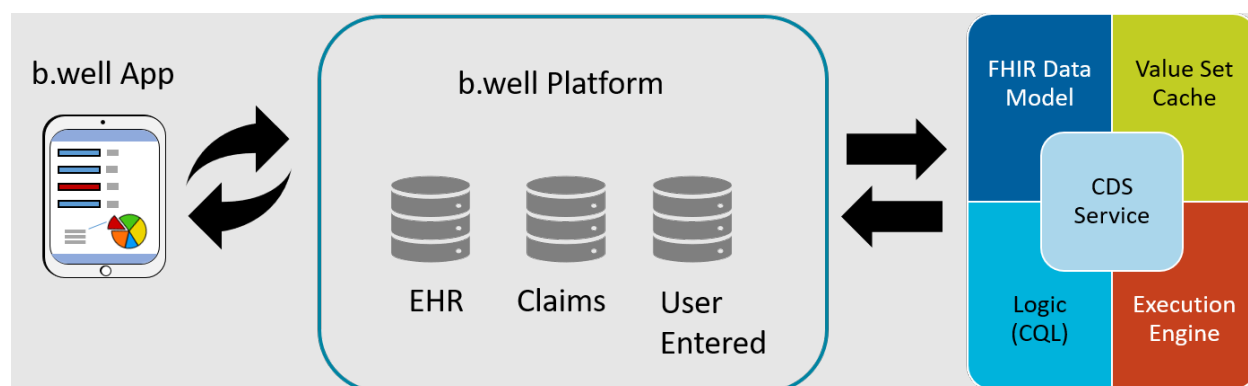 b.well App
b.well Platform
EHR
Claims
User
Entered
FHIR Data
Model
Value Set
Cache
CDS
Service
Logic
(CQL)
Execution
Engine